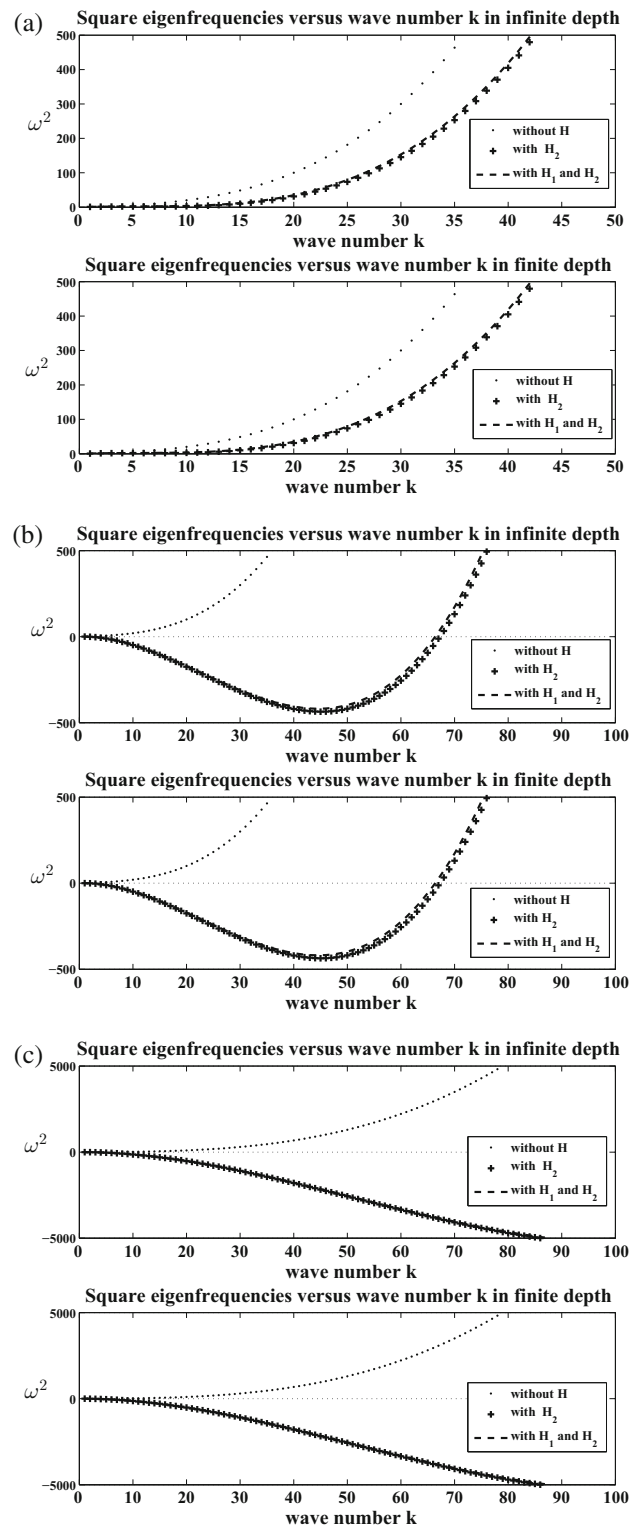 (a)
Square eigenfrequencies versus wave number k in infinite depth
500
400
300
200
100
0
ω²
without H
with H₂
with H₁ and H₂
0 5 10 15 20 25 30 35 40 45 50
wave number k
Square eigenfrequencies versus wave number k in finite depth
500
400
300
200
100
0
ω²
without H
with H₂
with H₁ and H₂
0 5 10 15 20 25 30 35 40 45 50
wave number k
(b)
Square eigenfrequencies versus wave number k in infinite depth
500
0
−500
ω²
without H
with H₂
with H₁ and H₂
0 10 20 30 40 50 60 70 80 90 100
wave number k
Square eigenfrequencies versus wave number k in finite depth
500
0
−500
ω²
without H
with H₂
with H₁ and H₂
0 10 20 30 40 50 60 70 80 90 100
wave number k
(c)
Square eigenfrequencies versus wave number k in infinite depth
5000
0
−5000
ω²
without H
with H₂
with H₁ and H₂
0 10 20 30 40 50 60 70 80 90 100
wave number k
Square eigenfrequencies versus wave number k in finite depth
5000
0
−5000
ω²
without H
with H₂
with H₁ and H₂
0 10 20 30 40 50 60 70 80 90 100
wave number k